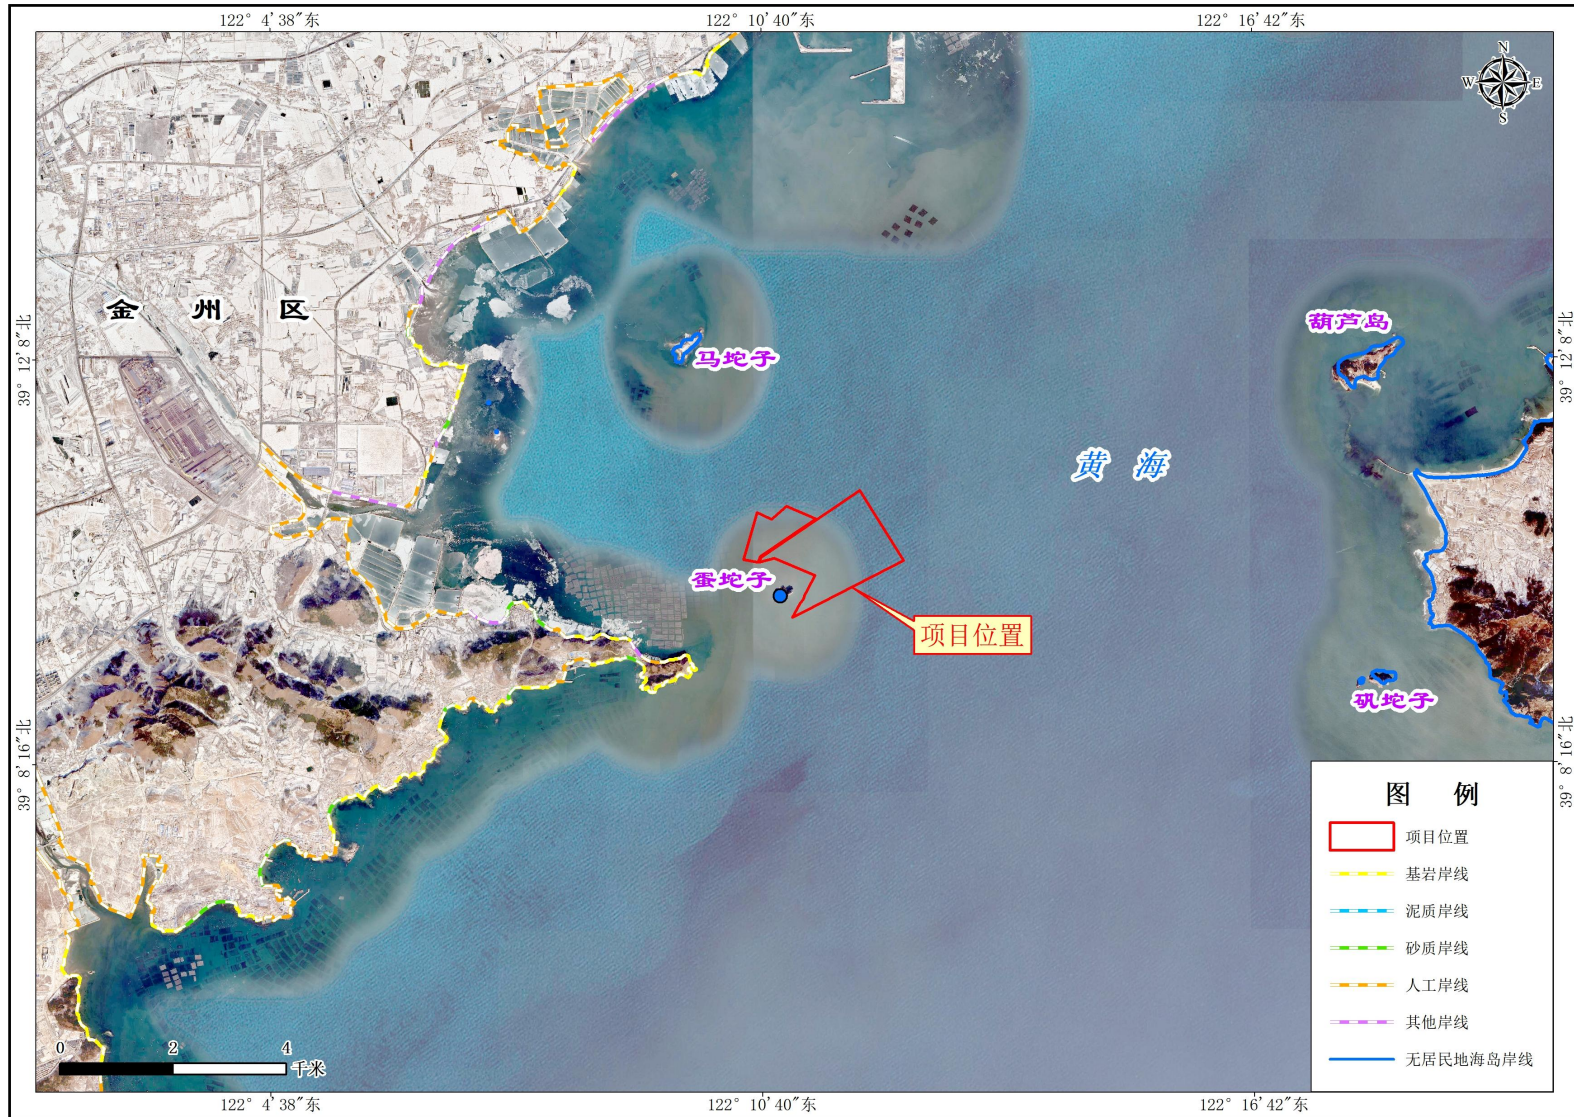 122° 4′38″东
122° 10′40″东
122° 16′42″东
N
W
E
S
金 州 区
39° 12′8″北
39° 12′8″北
葫芦岛
马坨子
黄 海
蛋坨子
项目位置
矾坨子
39° 8′16″北
39° 8′16″北
图 例
项目位置
基岩岸线
泥质岸线
砂质岸线
人工岸线
其他岸线
无居民地海岛岸线
0 2 4
千米
122° 4′38″东
122° 10′40″东
122° 16′42″东